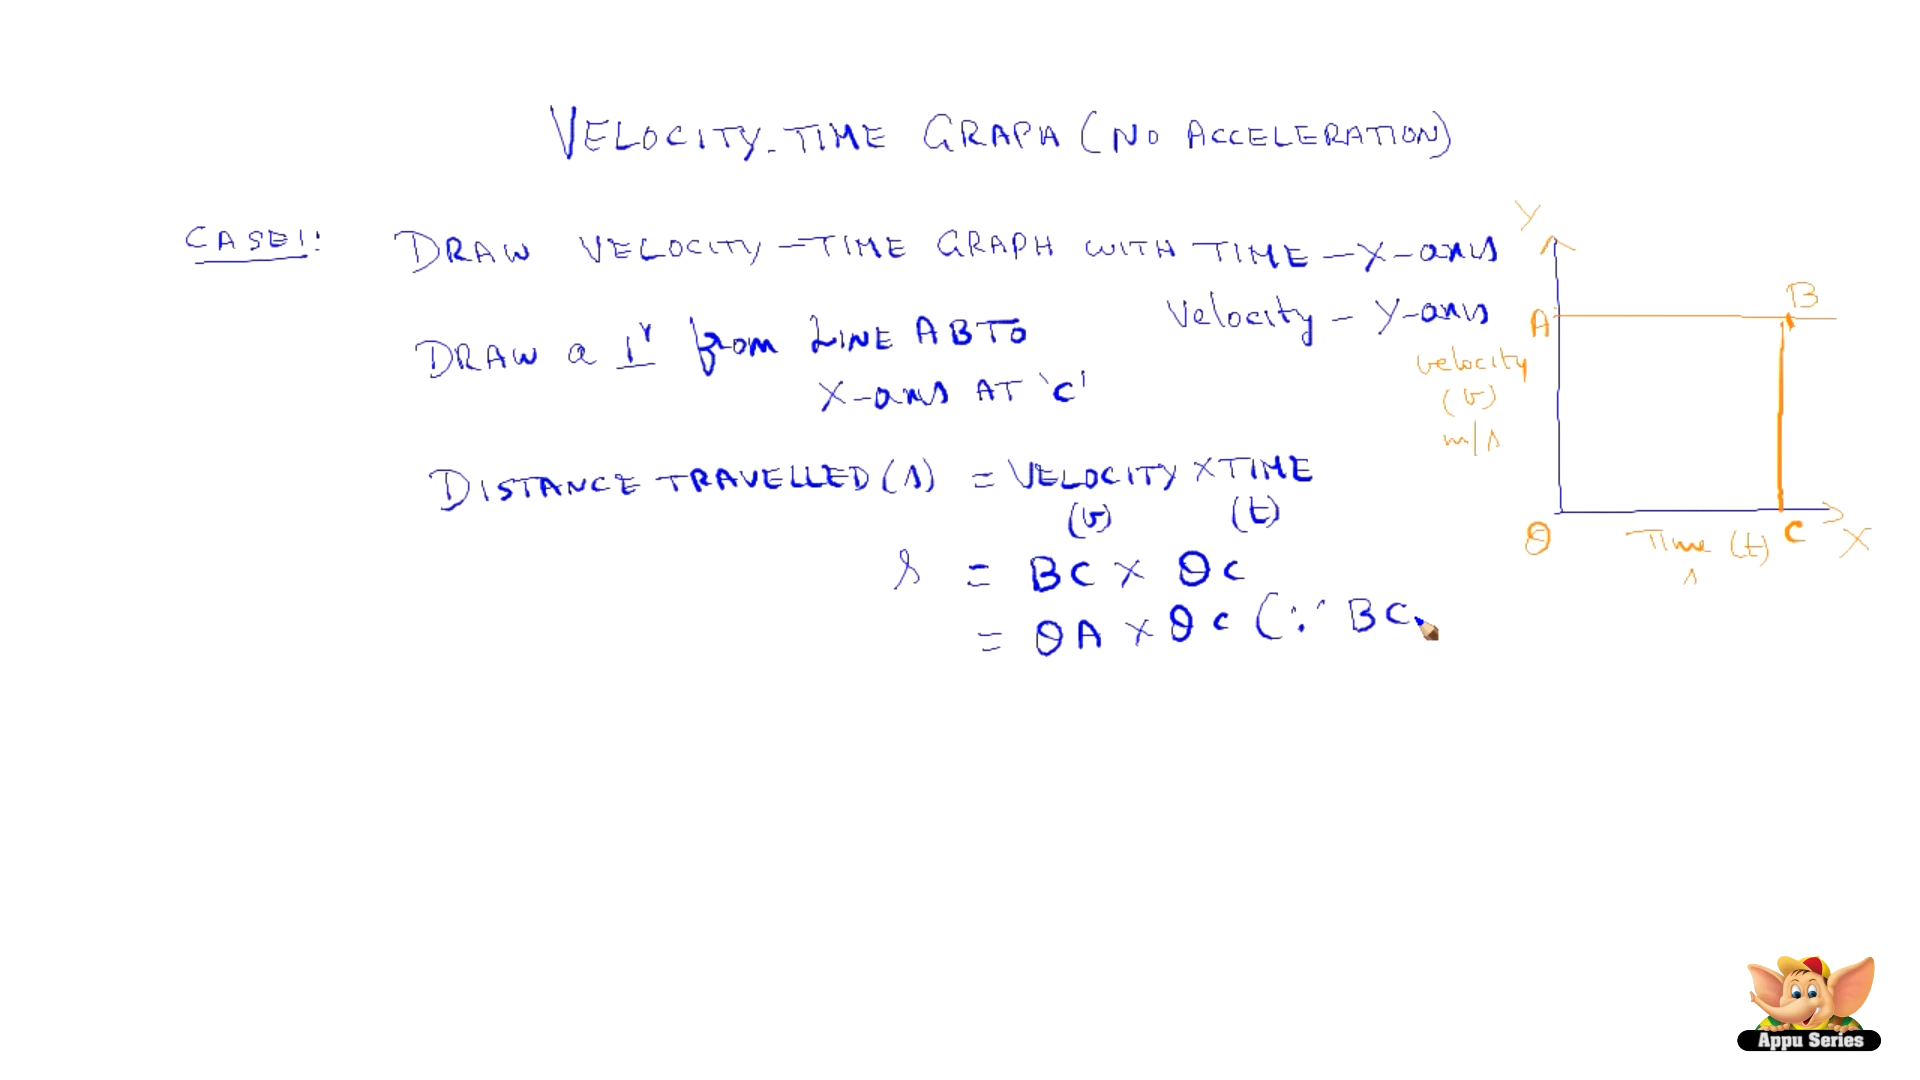 VELOCITY-TIME GRAPH (NO ACCELERATION)
CASE1: DRAW VELOCITY-TIME GRAPH WITH TIME-X-axis
Velocity - Y-axis
DRAW a ⊥r from LINE AB TO
X-axis AT 'C'
DISTANCE TRAVELLED (s) = VELOCITY X TIME
(v) (t)
s = BC X OC
= OA X OC (∵ BC
Y
A
B
velocity
(v)
m/s
O
Time (t)
C
X
s
Appu Series